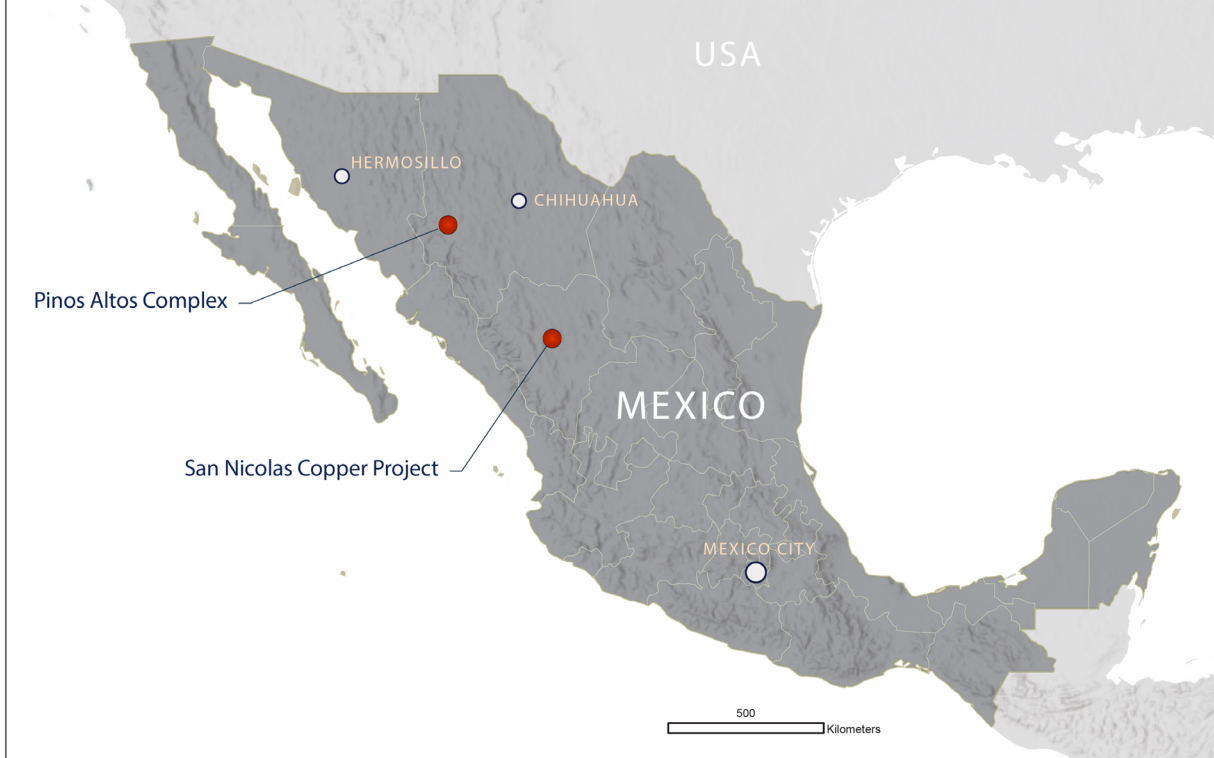 USA
HERMOSILLO
CHIHUAHUA
Pinos Altos Complex
MEXICO
San Nicolas Copper Project
MEXICO CITY
500
Kilometers